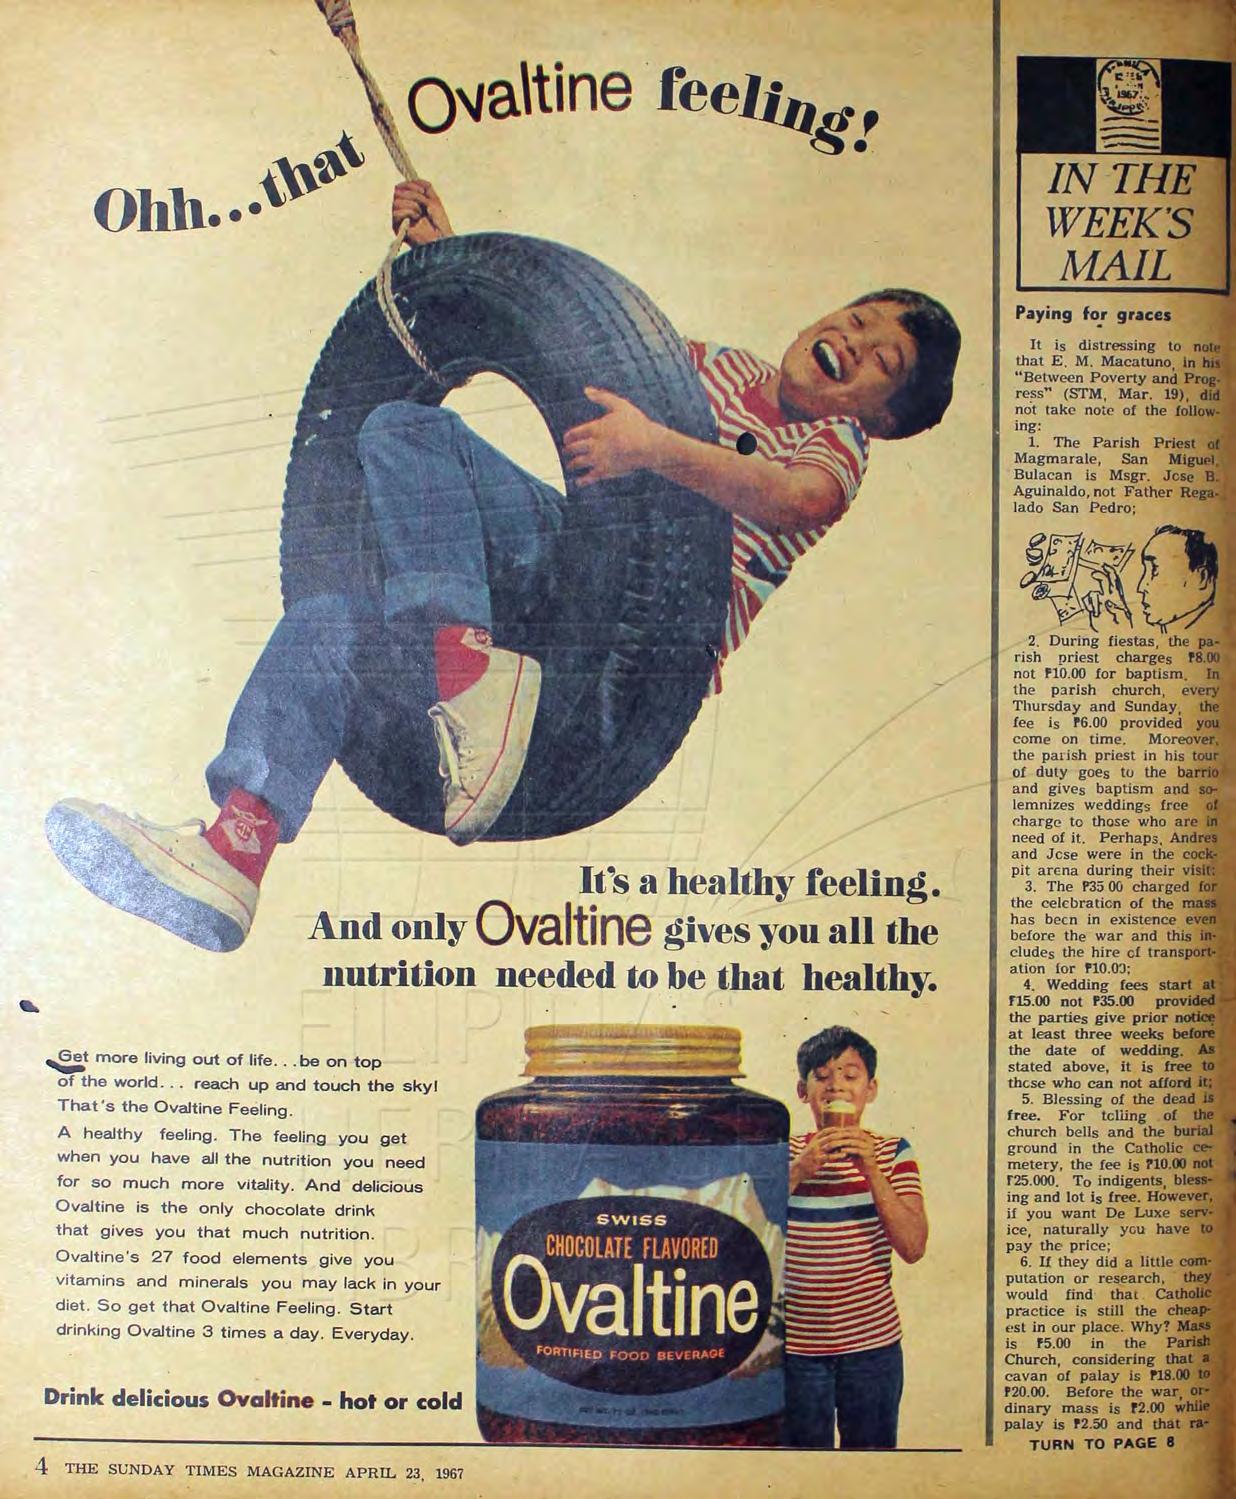 Ohh...that Ovaltine feeling!
It's a healthy feeling.
And only Ovaltine gives you all the
nutrition needed to be that healthy.
Get more living out of life...be on top
of the world... reach up and touch the sky!
That's the Ovaltine Feeling.
A healthy feeling. The feeling you get
when you have all the nutrition you need
for so much more vitality. And delicious
Ovaltine is the only chocolate drink
that gives you that much nutrition.
Ovaltine's 27 food elements give you
vitamins and minerals you may lack in your
diet. So get that Ovaltine Feeling. Start
drinking Ovaltine 3 times a day. Everyday.
Drink delicious Ovaltine - hot or cold
SWISS
CHOCOLATE FLAVORED
Ovaltine
FORTIFIED FOOD BEVERAGE
4 THE SUNDAY TIMES MAGAZINE APRIL 23, 1967
1967
IN THE
WEEK'S
MAIL
Paying for graces
It is distressing to note
that E. M. Macatuno, in his
"Between Poverty and Prog-
ress" (STM, Mar. 19), did
not take note of the follow-
ing:
1. The Parish Priest of
Magmarale, San Miguel,
Bulacan is Msgr. Jose B.
Aguinaldo, not Father Rega-
lado San Pedro;
2. During fiestas, the pa-
rish priest charges ₱8.00
not ₱10.00 for baptism. In
the parish church, every
Thursday and Sunday, the
fee is ₱6.00 provided you
come on time. Moreover,
the parish priest in his tour
of duty goes to the barrio
and gives baptism and so-
lemnizes weddings free of
charge to those who are in
need of it. Perhaps, Andres
and Jose were in the cock-
pit arena during their visit;
3. The ₱35 00 charged for
the celebration of the mass
has been in existence even
before the war and this in-
cludes the hire of transport-
ation for ₱10.00;
4. Wedding fees start at
₱15.00 not ₱35.00 provided
the parties give prior notice
at least three weeks before
the date of wedding. As
stated above, it is free to
those who can not afford it;
5. Blessing of the dead is
free. For tolling of the
church bells and the burial
ground in the Catholic ce-
metery, the fee is ₱10.00 not
₱25.000. To indigents, bless-
ing and lot is free. However,
if you want De Luxe serv-
ice, naturally you have to
pay the price;
6. If they did a little com-
putation or research, they
would find that Catholic
practice is still the cheap-
est in our place. Why? Mass
is ₱5.00 in the Parish
Church, considering that a
cavan of palay is ₱18.00 to
₱20.00. Before the war, or-
dinary mass is ₱2.00 while
palay is ₱2.50 and that ra-
TURN TO PAGE 8